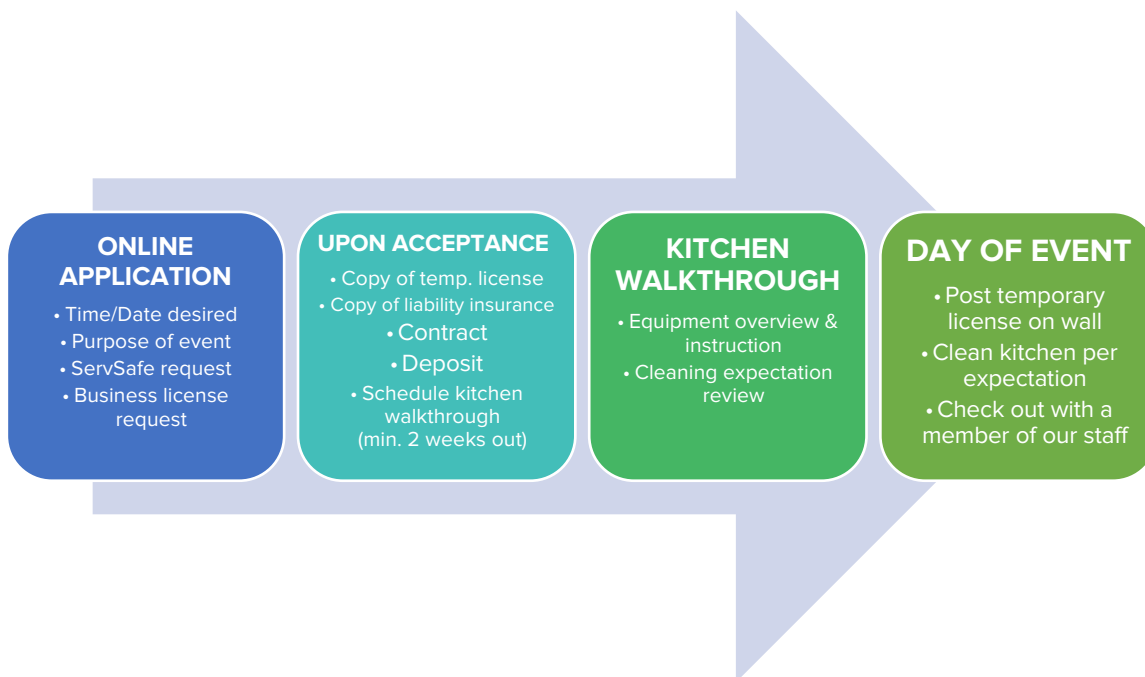 ONLINE
APPLICATION
• Time/Date desired
• Purpose of event
• ServSafe request
• Business license
request
UPON ACCEPTANCE
• Copy of temp. license
• Copy of liability insurance
• Contract
• Deposit
• Schedule kitchen
walkthrough
(min. 2 weeks out)
KITCHEN
WALKTHROUGH
• Equipment overview &
instruction
• Cleaning expectation
review
DAY OF EVENT
• Post temporary
license on wall
• Clean kitchen per
expectation
• Check out with a
member of our staff